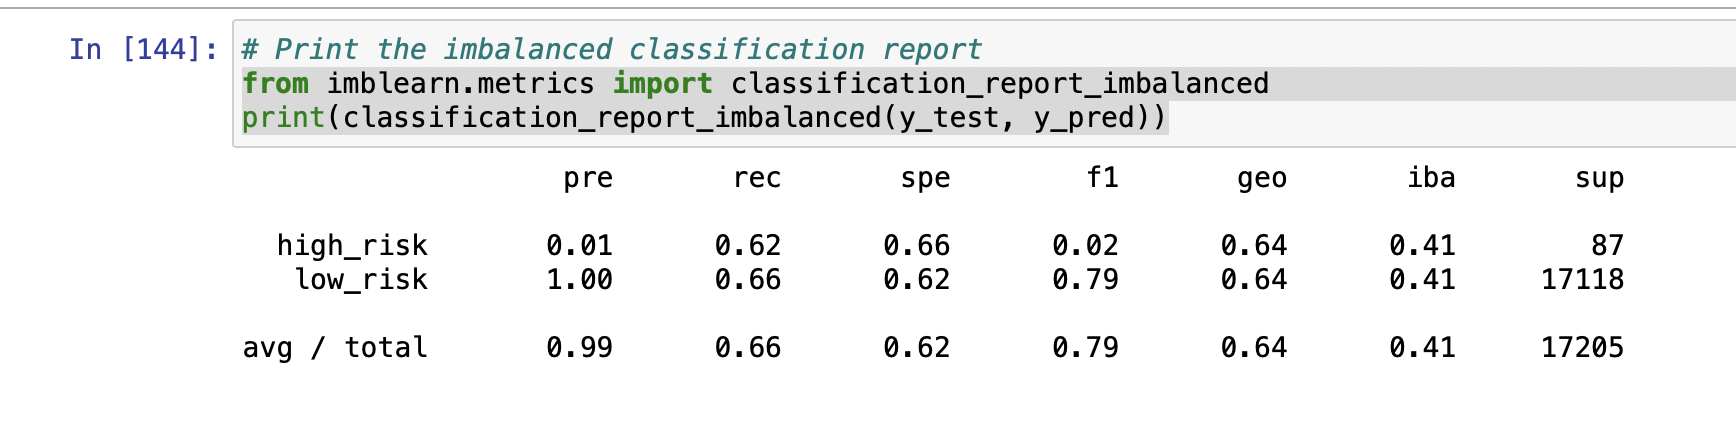 In [144]: # Print the imbalanced classification report
from imblearn.metrics import classification_report_imbalanced
print(classification_report_imbalanced(y_test, y_pred))
pre rec spe f1 geo iba sup
high_risk 0.01 0.62 0.66 0.02 0.64 0.41 87
low_risk 1.00 0.66 0.62 0.79 0.64 0.41 17118
avg / total 0.99 0.66 0.62 0.79 0.64 0.41 17205